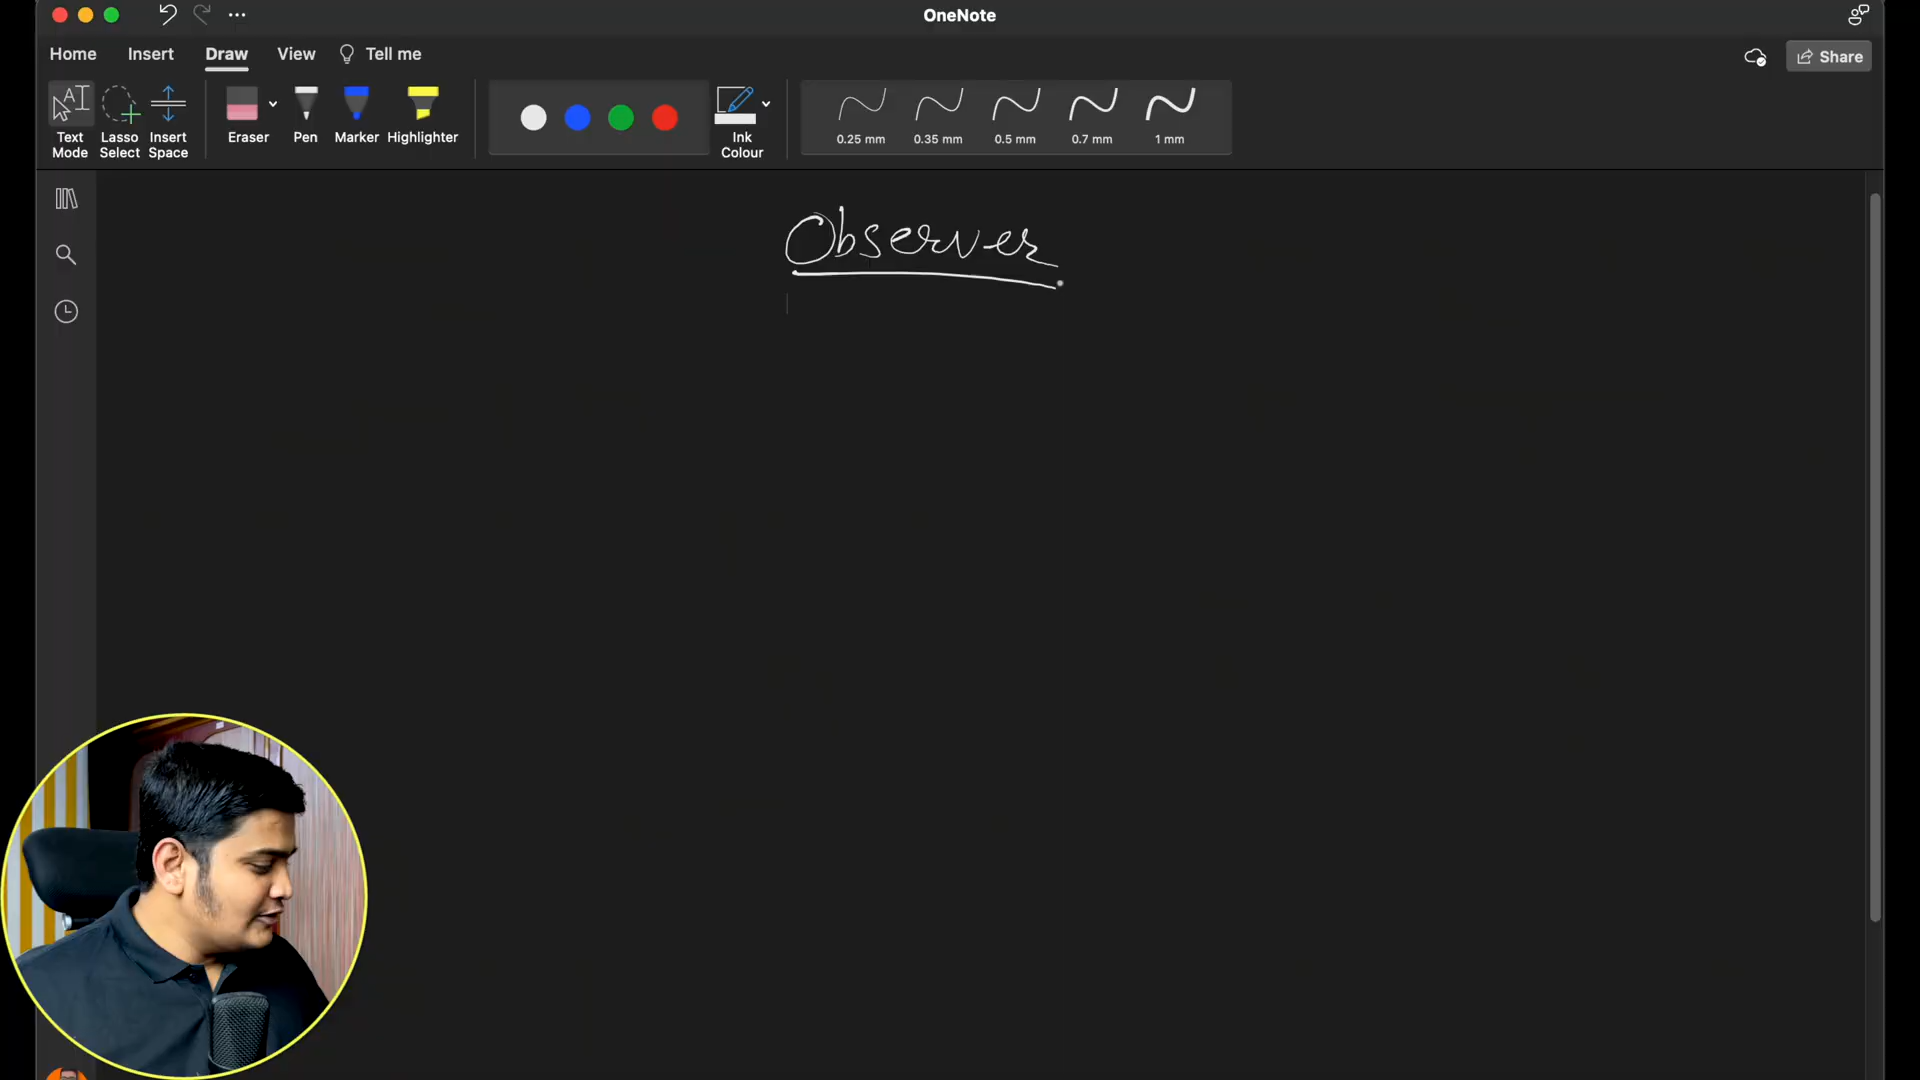 OneNote
Home Insert Draw View Tell me
Share
Text Mode
Lasso Select
Insert Space
Eraser
Pen
Marker
Highlighter
Ink Colour
0.25 mm
0.35 mm
0.5 mm
0.7 mm
1 mm
Observer